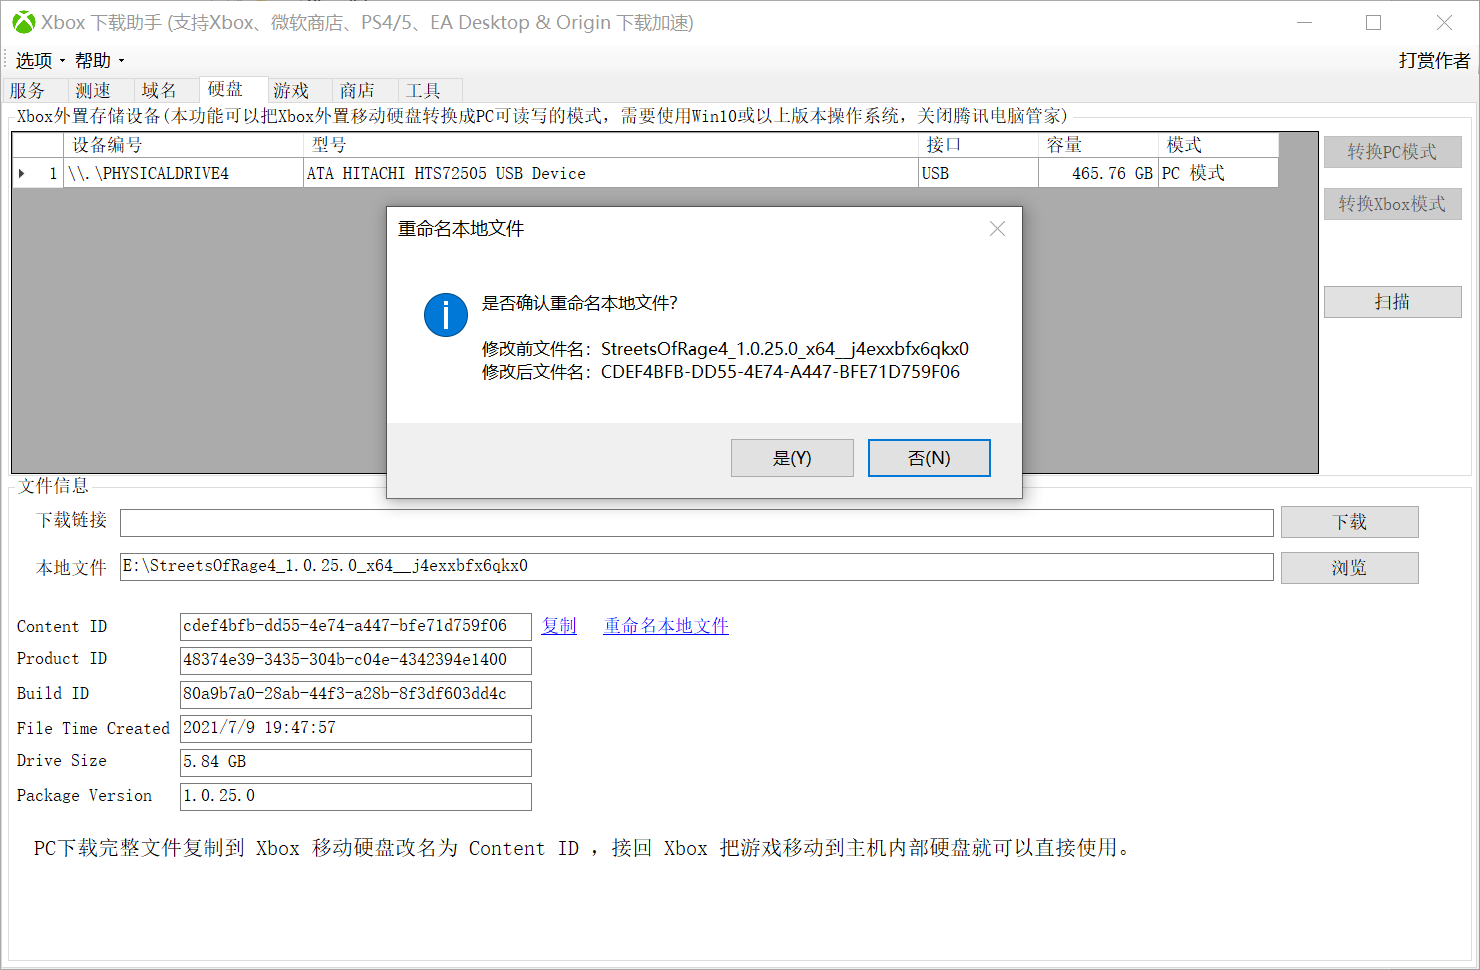 Xbox 下载助手 (支持Xbox、微软商店、PS4/5、EA Desktop & Origin 下载加速)
选项 帮助 打赏作者
服务 测速 域名 硬盘 游戏 商店 工具
Xbox外置存储设备(本功能可以把Xbox外置移动硬盘转换成PC可读写的模式，需要使用Win10或以上版本操作系统，关闭腾讯电脑管家)
设备编号 型号 接口 容量 模式
1 \\.\PHYSICALDRIVE4 ATA HITACHI HTS72505 USB Device USB 465.76 GB PC 模式
转换PC模式
转换Xbox模式
扫描
重命名本地文件
是否确认重命名本地文件?
修改前文件名：StreetsOfRage4_1.0.25.0_x64__j4exxbfx6qkx0
修改后文件名：CDEF4BFB-DD55-4E74-A447-BFE71D759F06
是(Y) 否(N)
文件信息
下载链接 下载
本地文件 E:\StreetsOfRage4_1.0.25.0_x64__j4exxbfx6qkx0 浏览
Content ID cdef4bfb-dd55-4e74-a447-bfe71d759f06 复制 重命名本地文件
Product ID 48374e39-3435-304b-c04e-4342394e1400
Build ID 80a9b7a0-28ab-44f3-a28b-8f3df603dd4c
File Time Created 2021/7/9 19:47:57
Drive Size 5.84 GB
Package Version 1.0.25.0
PC下载完整文件复制到 Xbox 移动硬盘改名为 Content ID ，接回 Xbox 把游戏移动到主机内部硬盘就可以直接使用。